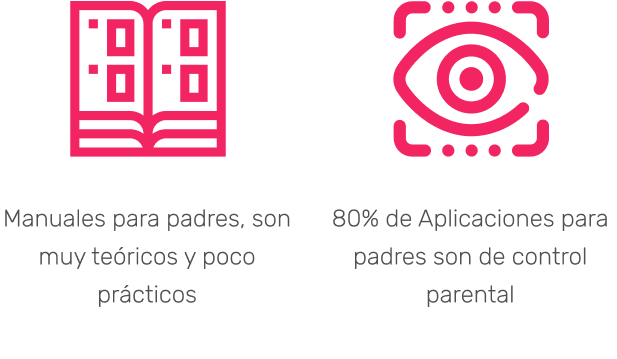 Manuales para padres, son
muy teóricos y poco
prácticos
80% de Aplicaciones para
padres son de control
parental